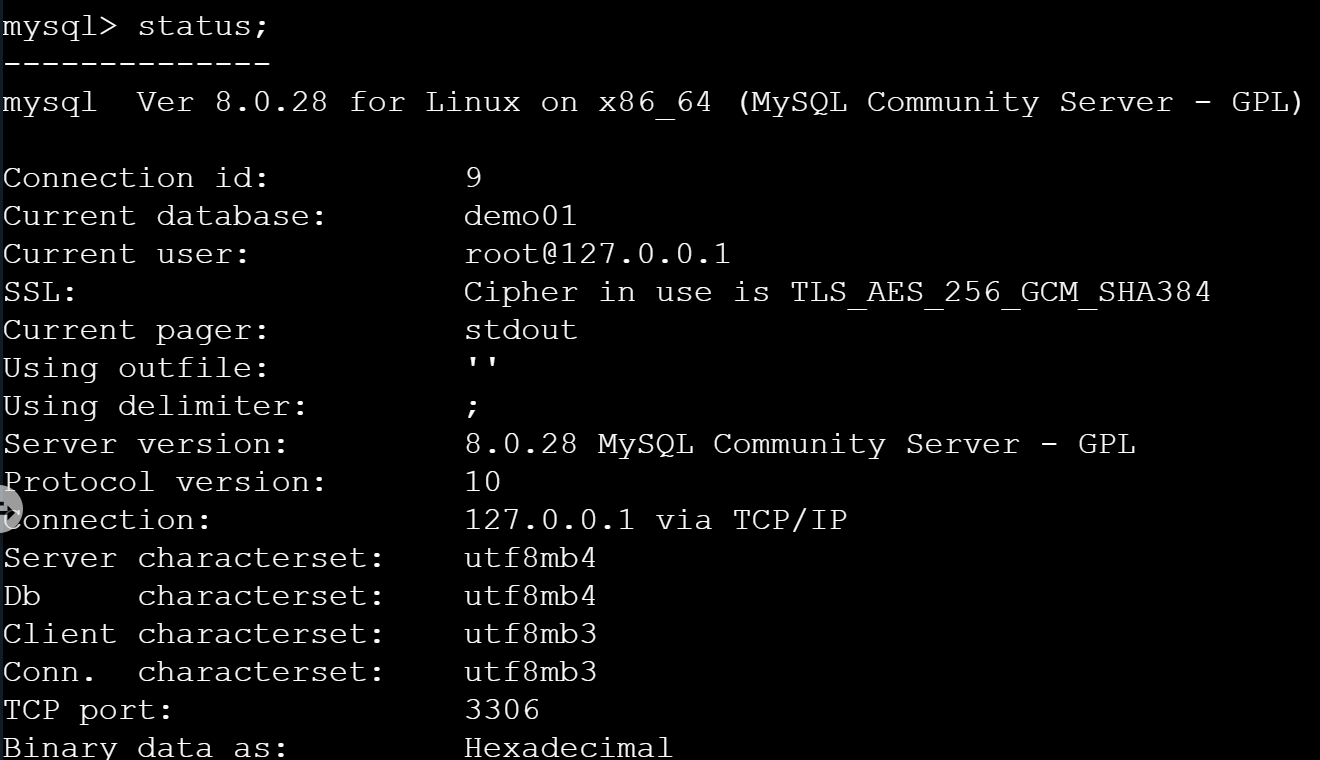 mysql> status;
--------------
mysql  Ver 8.0.28 for Linux on x86_64 (MySQL Community Server - GPL)

Connection id:          9
Current database:       demo01
Current user:           root@127.0.0.1
SSL:                    Cipher in use is TLS_AES_256_GCM_SHA384
Current pager:          stdout
Using outfile:          ''
Using delimiter:        ;
Server version:         8.0.28 MySQL Community Server - GPL
Protocol version:       10
Connection:             127.0.0.1 via TCP/IP
Server characterset:    utf8mb4
Db     characterset:    utf8mb4
Client characterset:    utf8mb3
Conn.  characterset:    utf8mb3
TCP port:               3306
Binary data as:         Hexadecimal